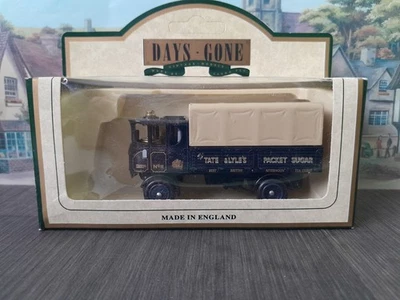 DAYS-GONE
TATE & LYLE'S PACKET SUGAR
MADE IN ENGLAND